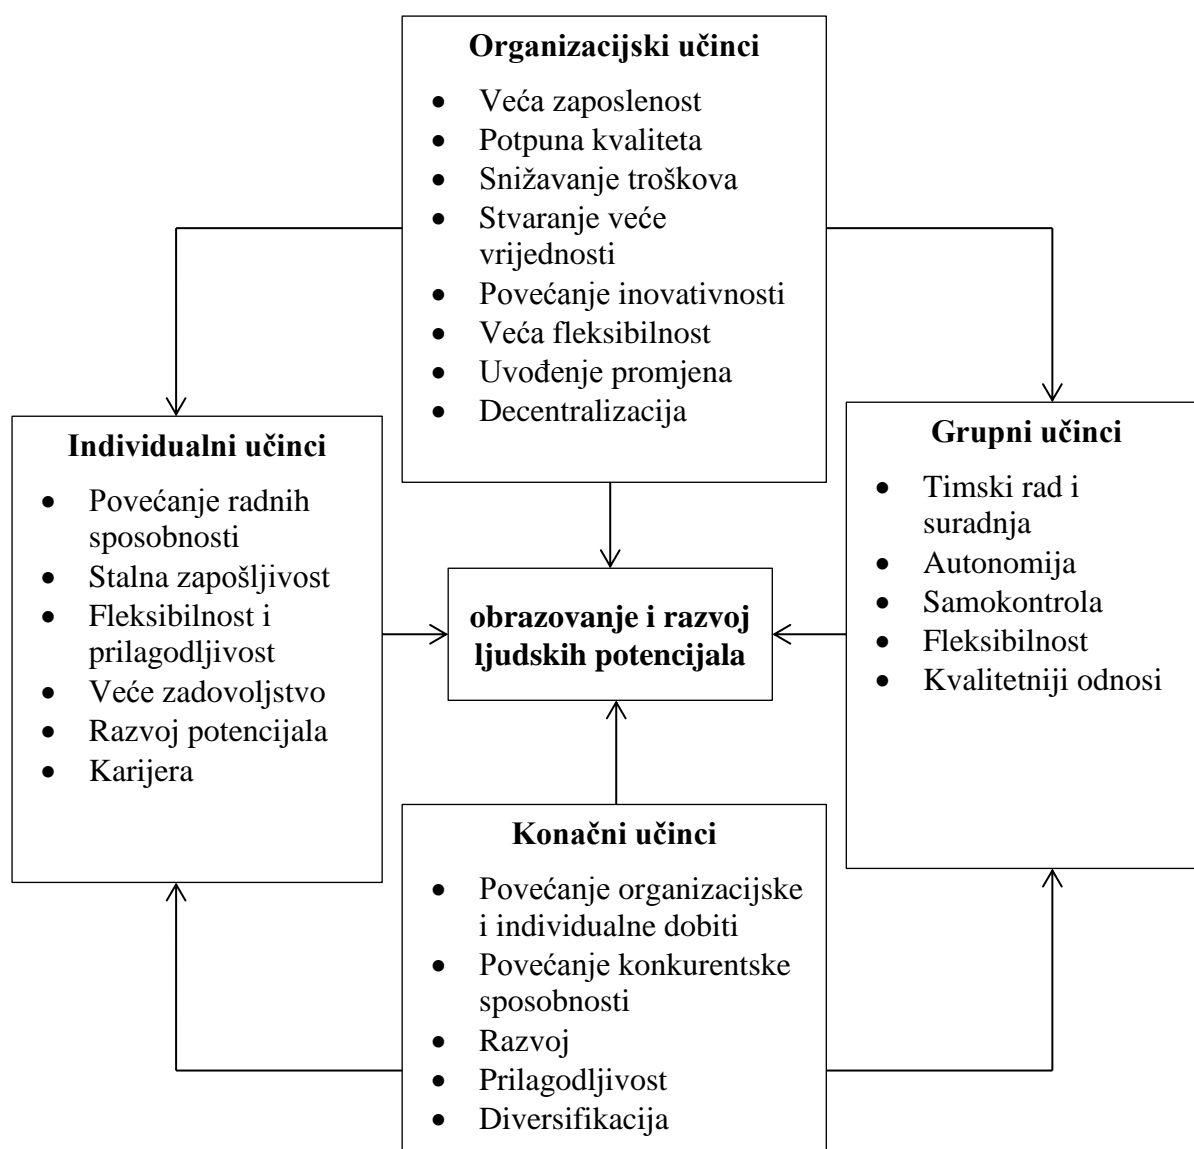 Organizacijski učinci
• Veća zaposlenost
• Potpuna kvaliteta
• Snižavanje troškova
• Stvaranje veće
vrijednosti
• Povećanje inovativnosti
• Veća fleksibilnost
• Uvođenje promjena
• Decentralizacija
Individualni učinci
• Povećanje radnih
sposobnosti
• Stalna zapošljivost
• Fleksibilnost i
prilagodljivost
• Veće zadovoljstvo
• Razvoj potencijala
• Karijera
obrazovanje i razvoj
ljudskih potencijala
Grupni učinci
• Timski rad i
suradnja
• Autonomija
• Samokontrola
• Fleksibilnost
• Kvalitetniji odnosi
Konačni učinci
• Povećanje organizacijske
i individualne dobiti
• Povećanje konkurentske
sposobnosti
• Razvoj
• Prilagodljivost
• Diversifikacija